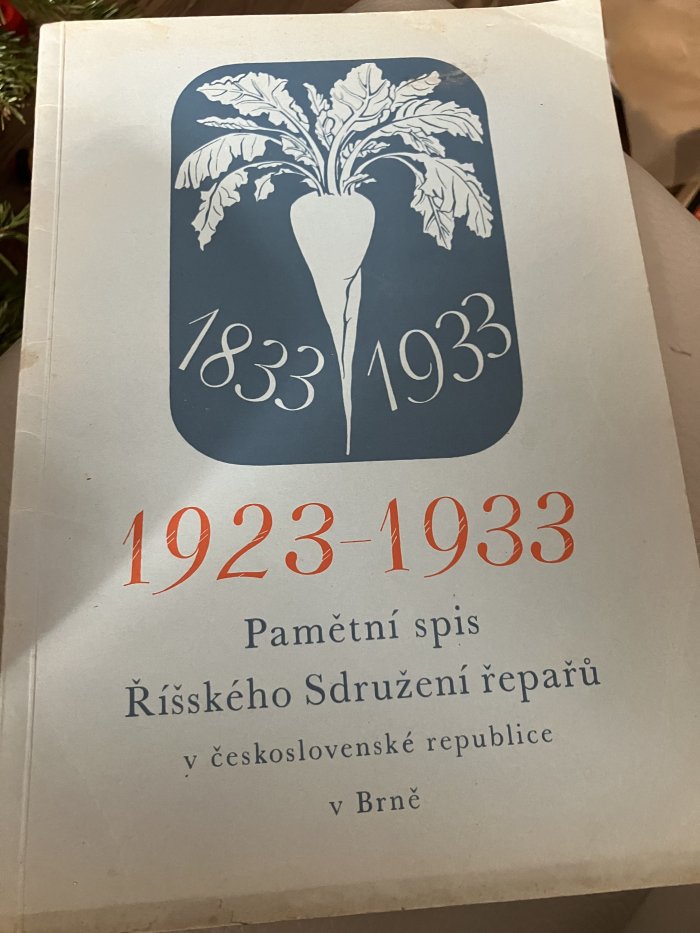 1833 1933
1923-1933
Pamětní spis
Říšského Sdružení řepařů
v československé republice
v Brně